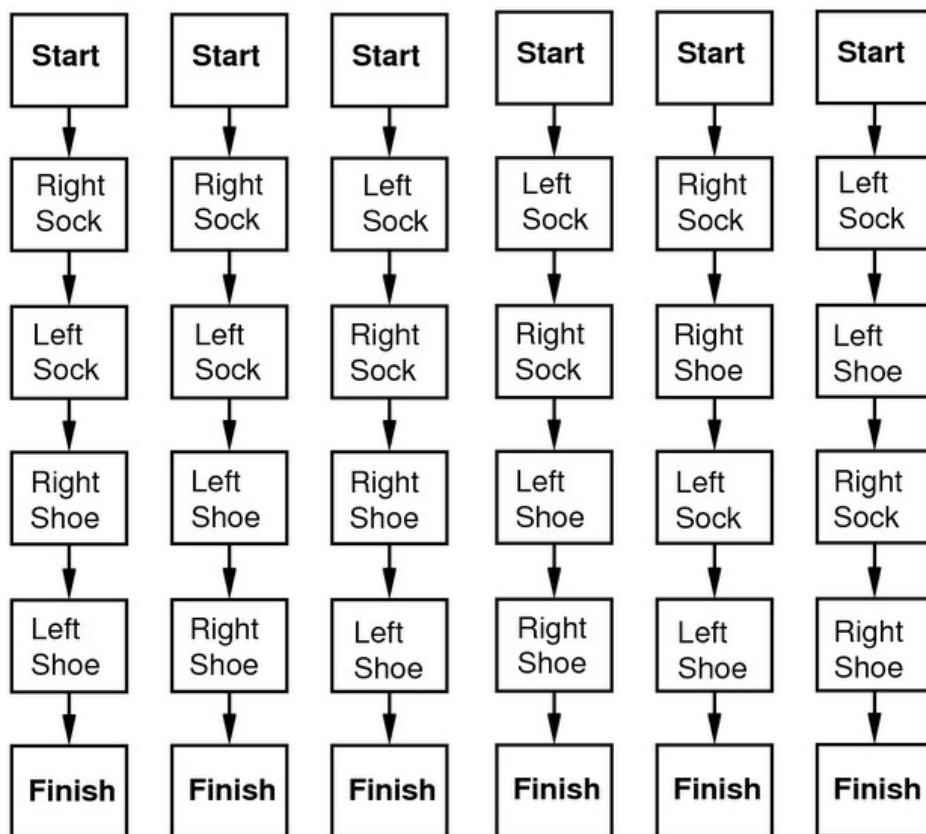 Start Start Start Start Start Start
Right Right Left Left Right Left
Sock Sock Sock Sock Sock Sock
Left Left Right Right Right Left
Sock Sock Sock Sock Shoe Shoe
Right Left Right Left Left Right
Shoe Shoe Shoe Shoe Sock Sock
Left Right Left Right Left Right
Shoe Shoe Shoe Shoe Shoe Shoe
Finish Finish Finish Finish Finish Finish